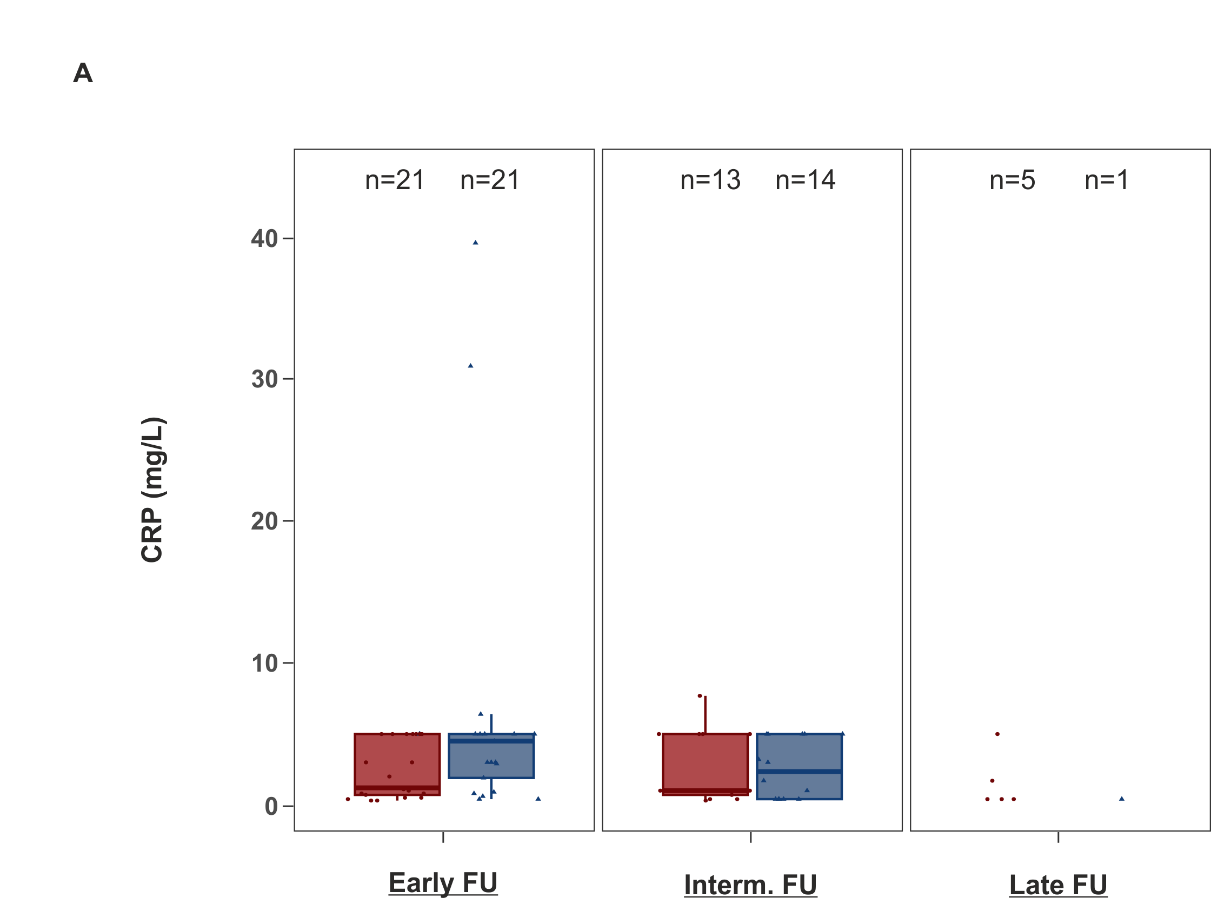 A
n=21 n=21
n=13 n=14
n=5 n=1
40
30
20
10
0
CRP (mg/L)
Early FU
Interm. FU
Late FU